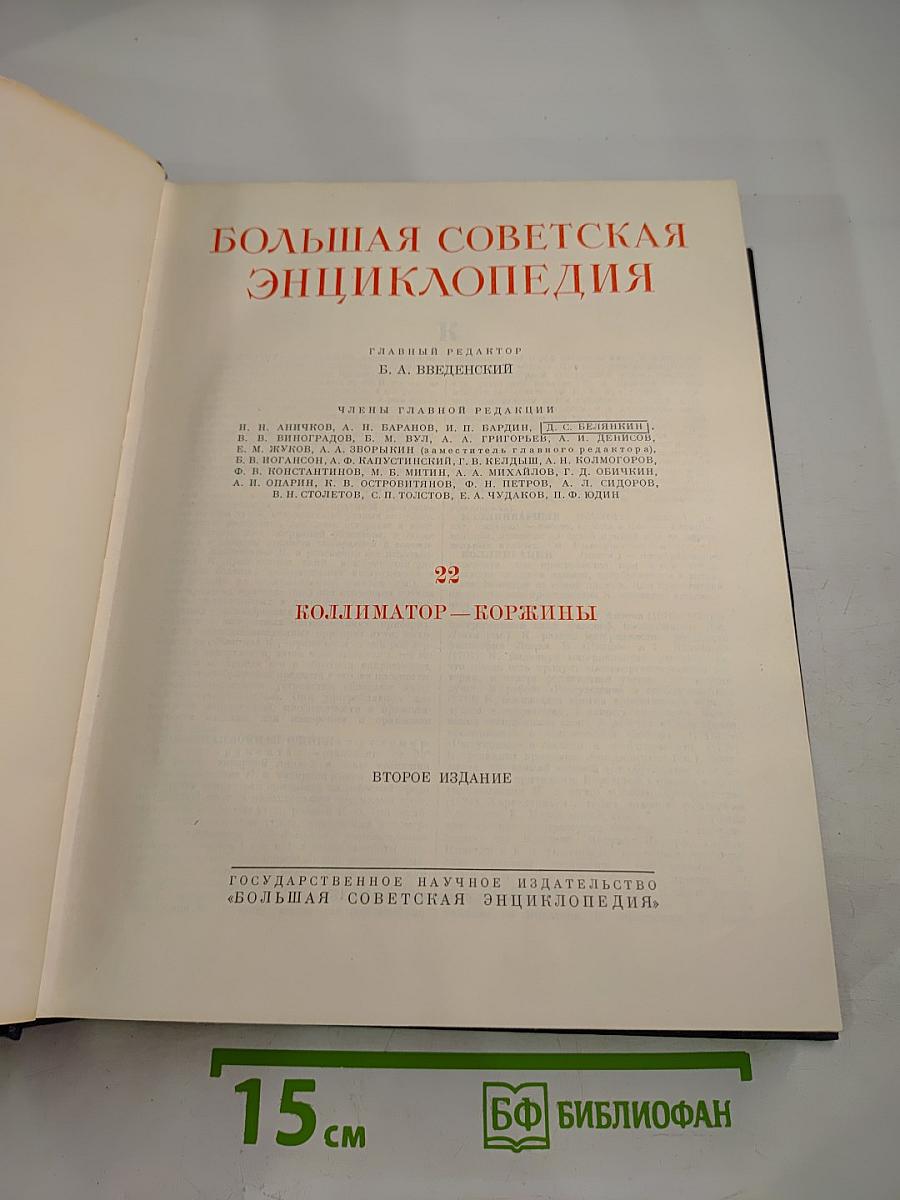 БОЛЬШАЯ СОВЕТСКАЯ
ЭНЦИКЛОПЕДИЯ
ГЛАВНЫЙ РЕДАКТОР
Б. А. ВВЕДЕНСКИЙ
ЧЛЕНЫ ГЛАВНОЙ РЕДАКЦИИ
Н. Н. АНИЧКОВ, А. Н. БАРАНОВ, И. П. БАРДИН, Д. С. БЕЛЯНКИН,
В. В. ВИНОГРАДОВ, Б. М. ВУЛ, А. А. ГРИГОРЬЕВ, А. И. ДЕНИСОВ,
Е. М. ЖУКОВ, А. А. ЗВОРЫКИН (заместитель главного редактора),
Б. В. ИОГАНСОН, А. Ф. КАПУСТИНСКИЙ, Г. В. КЕЛДЫШ, А. Н. КОЛМОГОРОВ,
Ф. В. КОНСТАНТИНОВ, М. Б. МИТИН, А. А. МИХАЙЛОВ, Г. Д. ОБИЧКИН,
А. И. ОПАРИН, К. В. ОСТРОВИТЯНОВ, Ф. Н. ПЕТРОВ, А. Л. СИДОРОВ,
В. Н. СТОЛЕТОВ, С. П. ТОЛСТОВ, Е. А. ЧУДАКОВ, П. Ф. ЮДИН
22
КОЛЛИМАТОР — КОРЖИНЫ
ВТОРОЕ ИЗДАНИЕ
ГОСУДАРСТВЕННОЕ НАУЧНОЕ ИЗДАТЕЛЬСТВО
«БОЛЬШАЯ СОВЕТСКАЯ ЭНЦИКЛОПЕДИЯ»
15 см
БФ БИБЛИОФАН